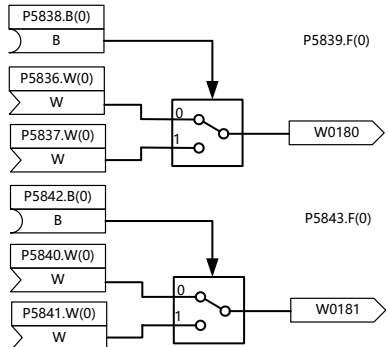 P5838.B(0)
B
P5839.F(0)
P5836.W(0)
W
0
P5837.W(0)
1
W
W0180
P5842.B(0)
B
P5843.F(0)
P5840.W(0)
W
0
P5841.W(0)
1
W
W0181